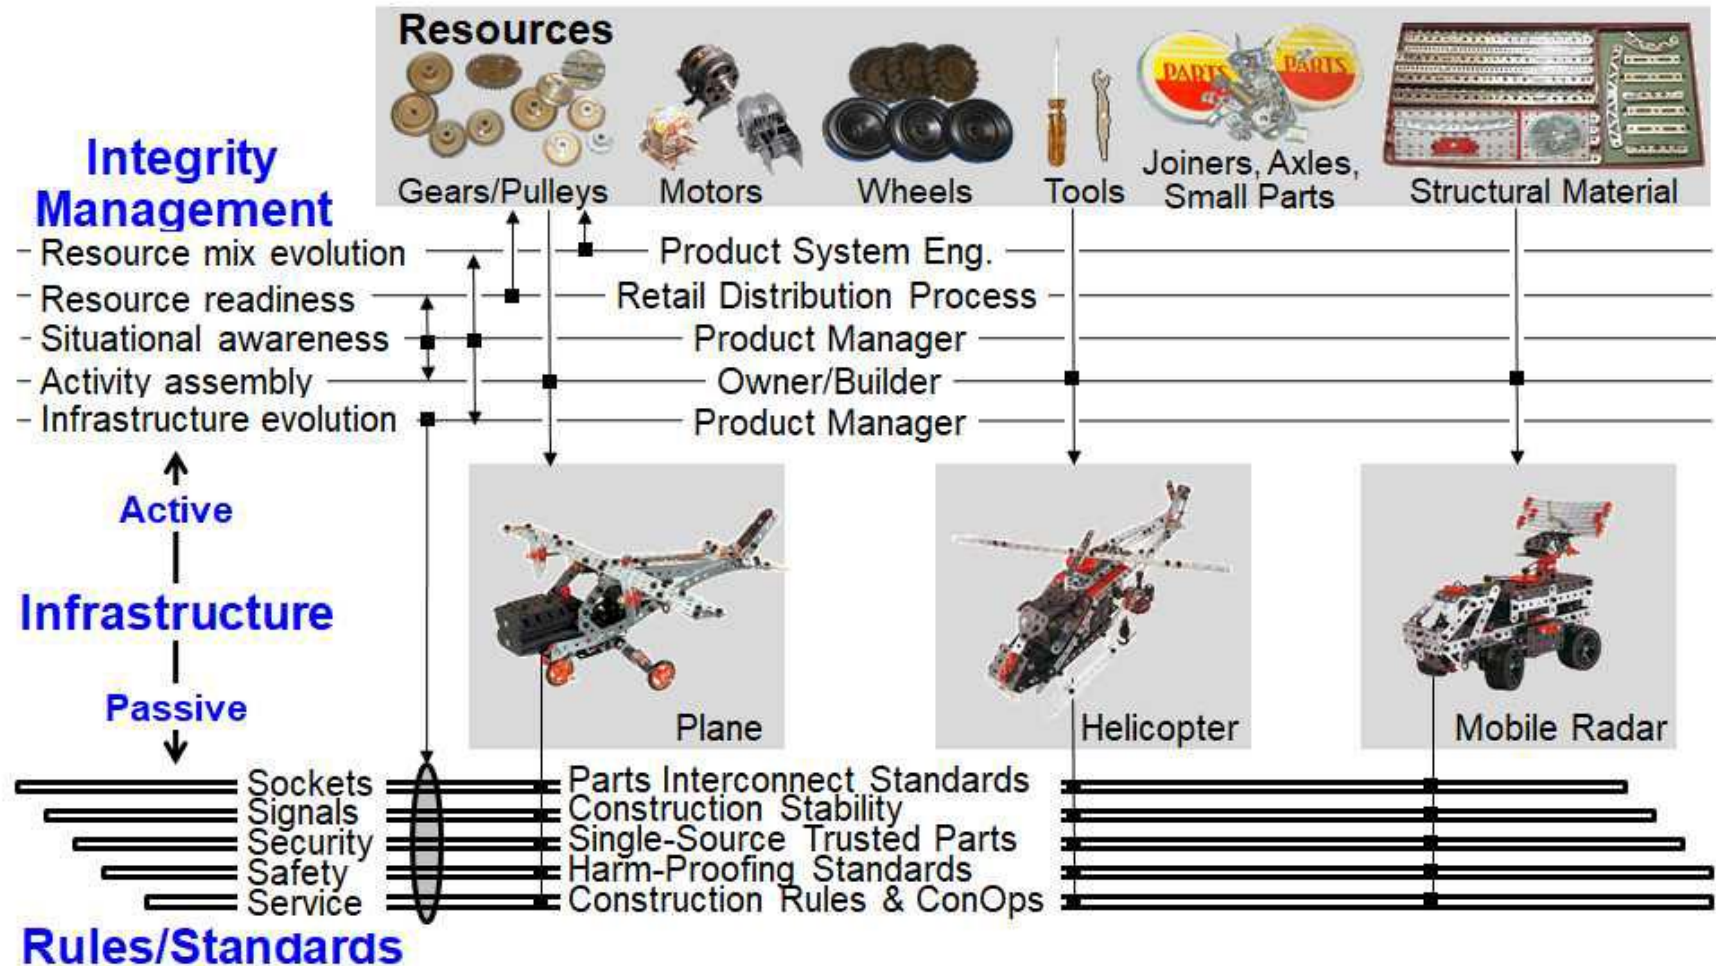 Resources
PARTS
PARTS
Gears/Pulleys
Motors
Wheels
Tools
Joiners, Axles,
Small Parts
Structural Material
Integrity
Management
Resource mix evolution
Product System Eng.
Resource readiness
Retail Distribution Process
Situational awareness
Product Manager
Activity assembly
Owner/Builder
Infrastructure evolution
Product Manager
Active
Infrastructure
Passive
Plane
Helicopter
Mobile Radar
Sockets
Parts Interconnect Standards
Signals
Construction Stability
Security
Single-Source Trusted Parts
Safety
Harm-Proofing Standards
Service
Construction Rules & ConOps
Rules/Standards